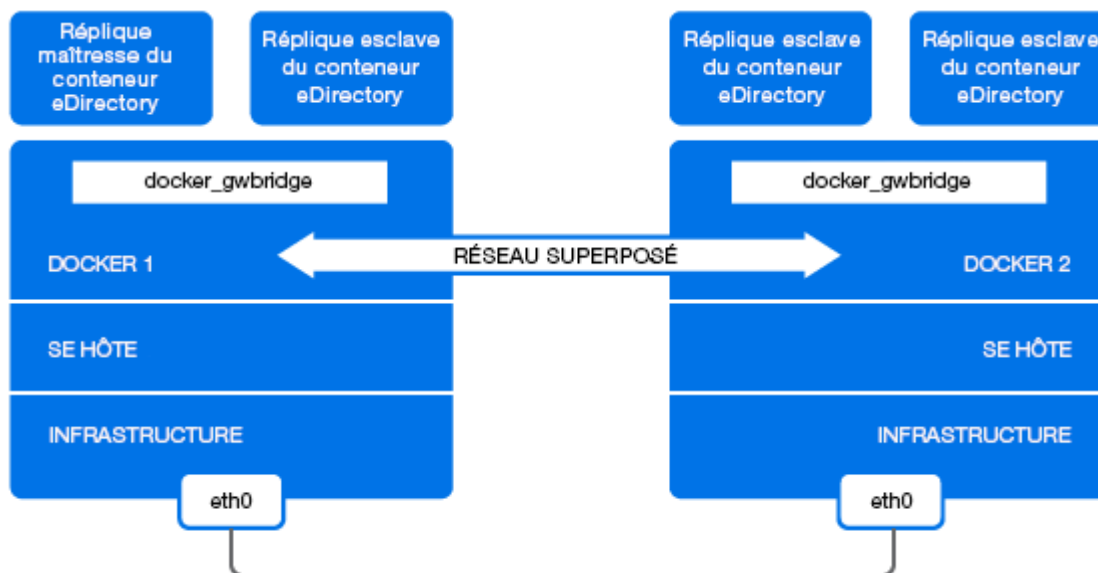 Réplique
maîtresse du
conteneur
eDirectory
Réplique esclave
du conteneur
eDirectory
Réplique esclave
du conteneur
eDirectory
Réplique esclave
du conteneur
eDirectory
docker_gwbridge
docker_gwbridge
DOCKER 1
RÉSEAU SUPERPOSÉ
DOCKER 2
SE HÔTE
SE HÔTE
INFRASTRUCTURE
INFRASTRUCTURE
eth0
eth0